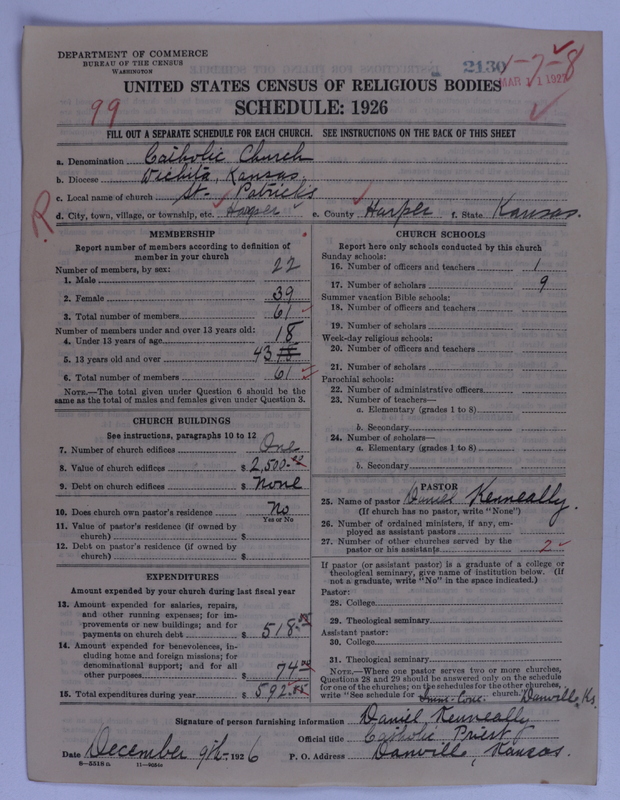 DEPARTMENT OF COMMERCE
BUREAU OF THE CENSUS
WASHINGTON
2130
1-7-8
MAR 11 1927
UNITED STATES CENSUS OF RELIGIOUS BODIES
99
SCHEDULE: 1926
FILL OUT A SEPARATE SCHEDULE FOR EACH CHURCH. SEE INSTRUCTIONS ON THE BACK OF THIS SHEET
a. Denomination Catholic Church
b. Diocese Wichita, Kansas.
c. Local name of church St. Patrick's
R
d. City, town, village, or township, etc. Harper e. County Harper f. State Kansas.
MEMBERSHIP
Report number of members according to definition of
member in your church
Number of members, by sex:
1. Male 22
2. Female 39
3. Total number of members 61
Number of members under and over 13 years old:
4. Under 13 years of age 18
5. 13 years old and over 43
6. Total number of members 61
NOTE.—The total given under Question 6 should be the
same as the total of males and females given under Question 3.
CHURCH BUILDINGS
See instructions, paragraphs 10 to 12
7. Number of church edifices One
8. Value of church edifices $ 2,500.00
9. Debt on church edifices $ None
10. Does church own pastor's residence No
Yes or No
11. Value of pastor's residence (if owned by
church) $
12. Debt on pastor's residence (if owned by
church) $
EXPENDITURES
Amount expended by your church during last fiscal year
13. Amount expended for salaries, repairs,
and other running expenses; for im-
provements or new buildings; and for
payments on church debt $ 518.85
14. Amount expended for benevolences, in-
cluding home and foreign missions; for
denominational support; and for all
other purposes $ 74.00
15. Total expenditures during year $ 592.85
CHURCH SCHOOLS
Report here only schools conducted by this church
Sunday schools:
16. Number of officers and teachers 1
17. Number of scholars 9
Summer vacation Bible schools:
18. Number of officers and teachers
19. Number of scholars
Week-day religious schools:
20. Number of officers and teachers
21. Number of scholars
Parochial schools:
22. Number of administrative officers
23. Number of teachers—
a. Elementary (grades 1 to 8)
b. Secondary
24. Number of scholars—
a. Elementary (grades 1 to 8)
b. Secondary
PASTOR
25. Name of pastor Daniel Kenneally.
(If church has no pastor, write "None")
26. Number of ordained ministers, if any, em-
ployed as assistant pastors
27. Number of other churches served by the
pastor or his assistants 2
If pastor (or assistant pastor) is a graduate of a college or
theological seminary, give name of institution below. (If
not a graduate, write "No" in the space indicated.)
Pastor:
28. College
29. Theological seminary
Assistant pastor:
30. College
31. Theological seminary
NOTE.—Where one pastor serves two or more churches,
Questions 28 and 29 should be answered only on the schedule
for one of the churches; on the schedules for the other churches,
write "See schedule for Imm. Conc. church." Danville, Ks.
Signature of person furnishing information Daniel Kenneally
Official title Catholic Priest
Date December 9th - 1926 P. O. Address Danville, Kansas.